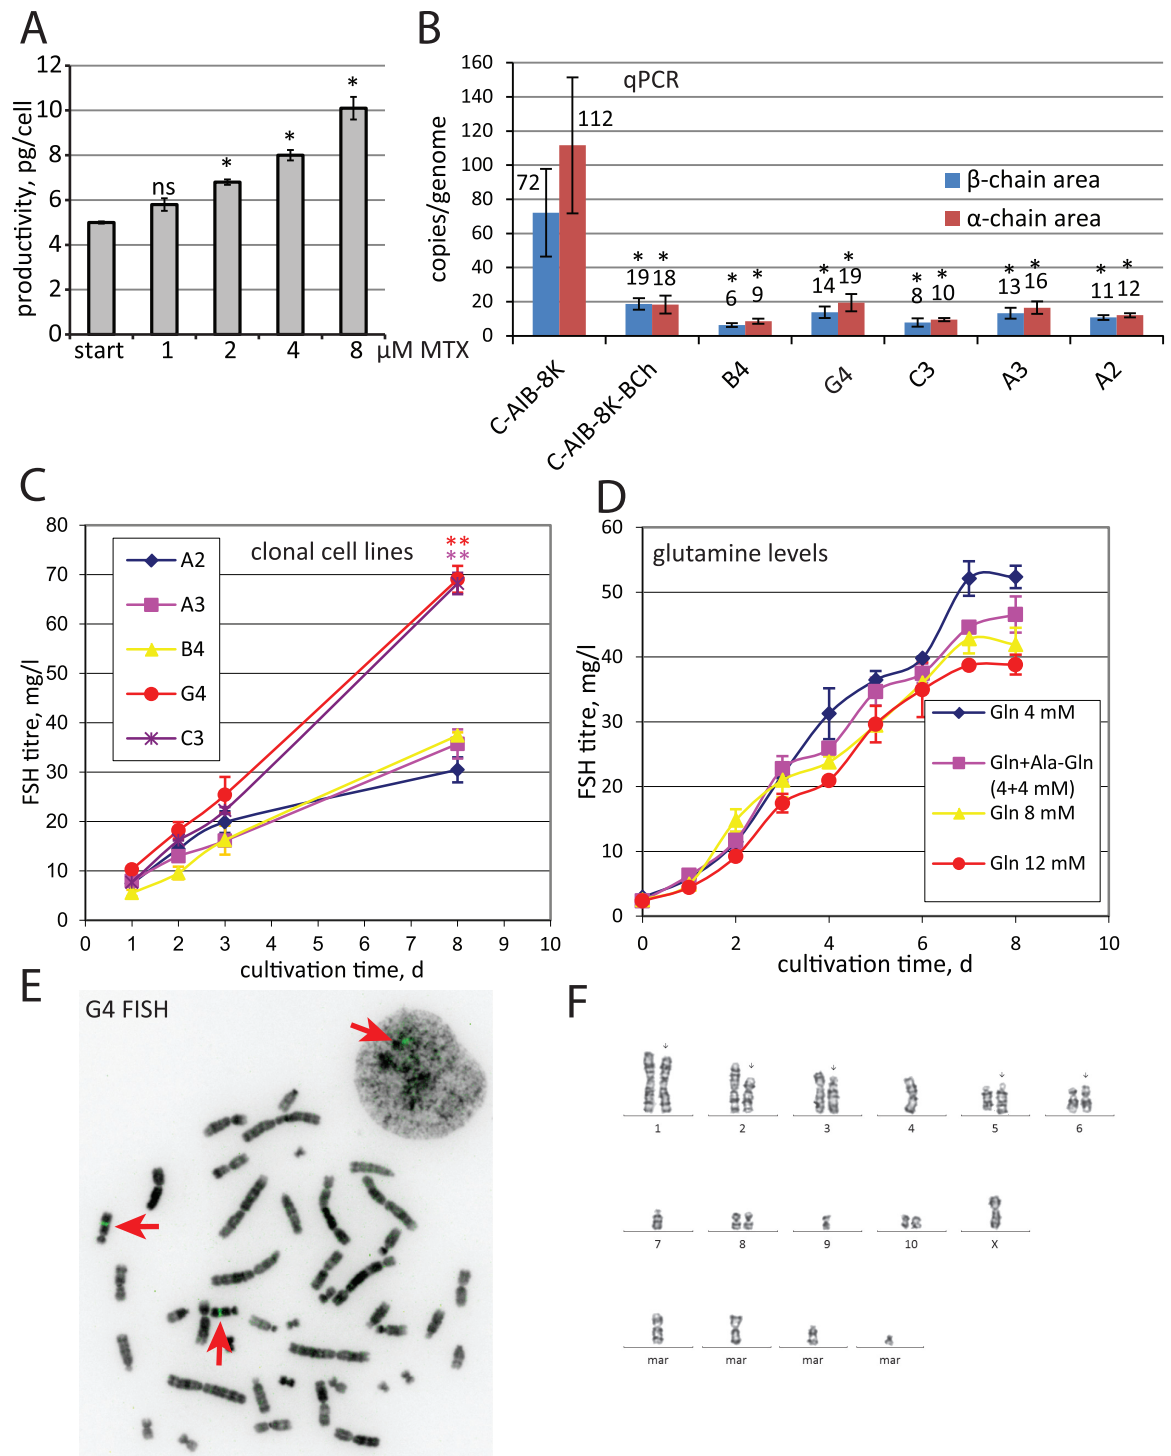 A
12
10
8
6
4
2
0
productivity, pg/cell
ns
*
*
*
start 1 2 4 8 µM MTX
B
160
140
120
100
80
60
40
20
0
copies/genome
qPCR
β-chain area
α-chain area
72 112
* * * * * * * * * *
19 18 6 9 14 19 8 10 13 16 11 12
C-AIB-8K
C-AIB-8K-BCh
B4
G4
C3
A3
A2
C
80
70
60
50
40
30
20
10
0
FSH titre, mg/l
clonal cell lines
A2
A3
B4
G4
C3
**
**
0 1 2 3 4 5 6 7 8 9 10
cultivation time, d
D
60
50
40
30
20
10
0
FSH titre, mg/l
glutamine levels
Gln 4 mM
Gln+Ala-Gln
(4+4 mM)
Gln 8 mM
Gln 12 mM
0 2 4 6 8 10
cultivation time, d
E
G4 FISH
F
1 2 3 4 5 6
7 8 9 10 X
mar mar mar mar